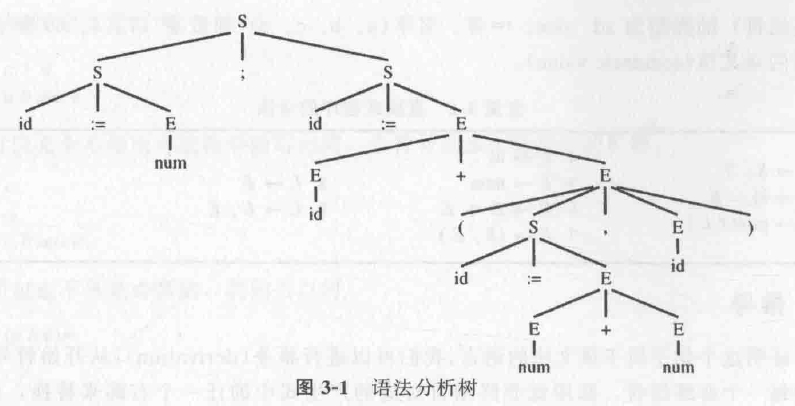 S
S ; S
id := E id := E
num E + E
id ( S , E )
id := E id
E + E
num num
图 3-1 语法分析树